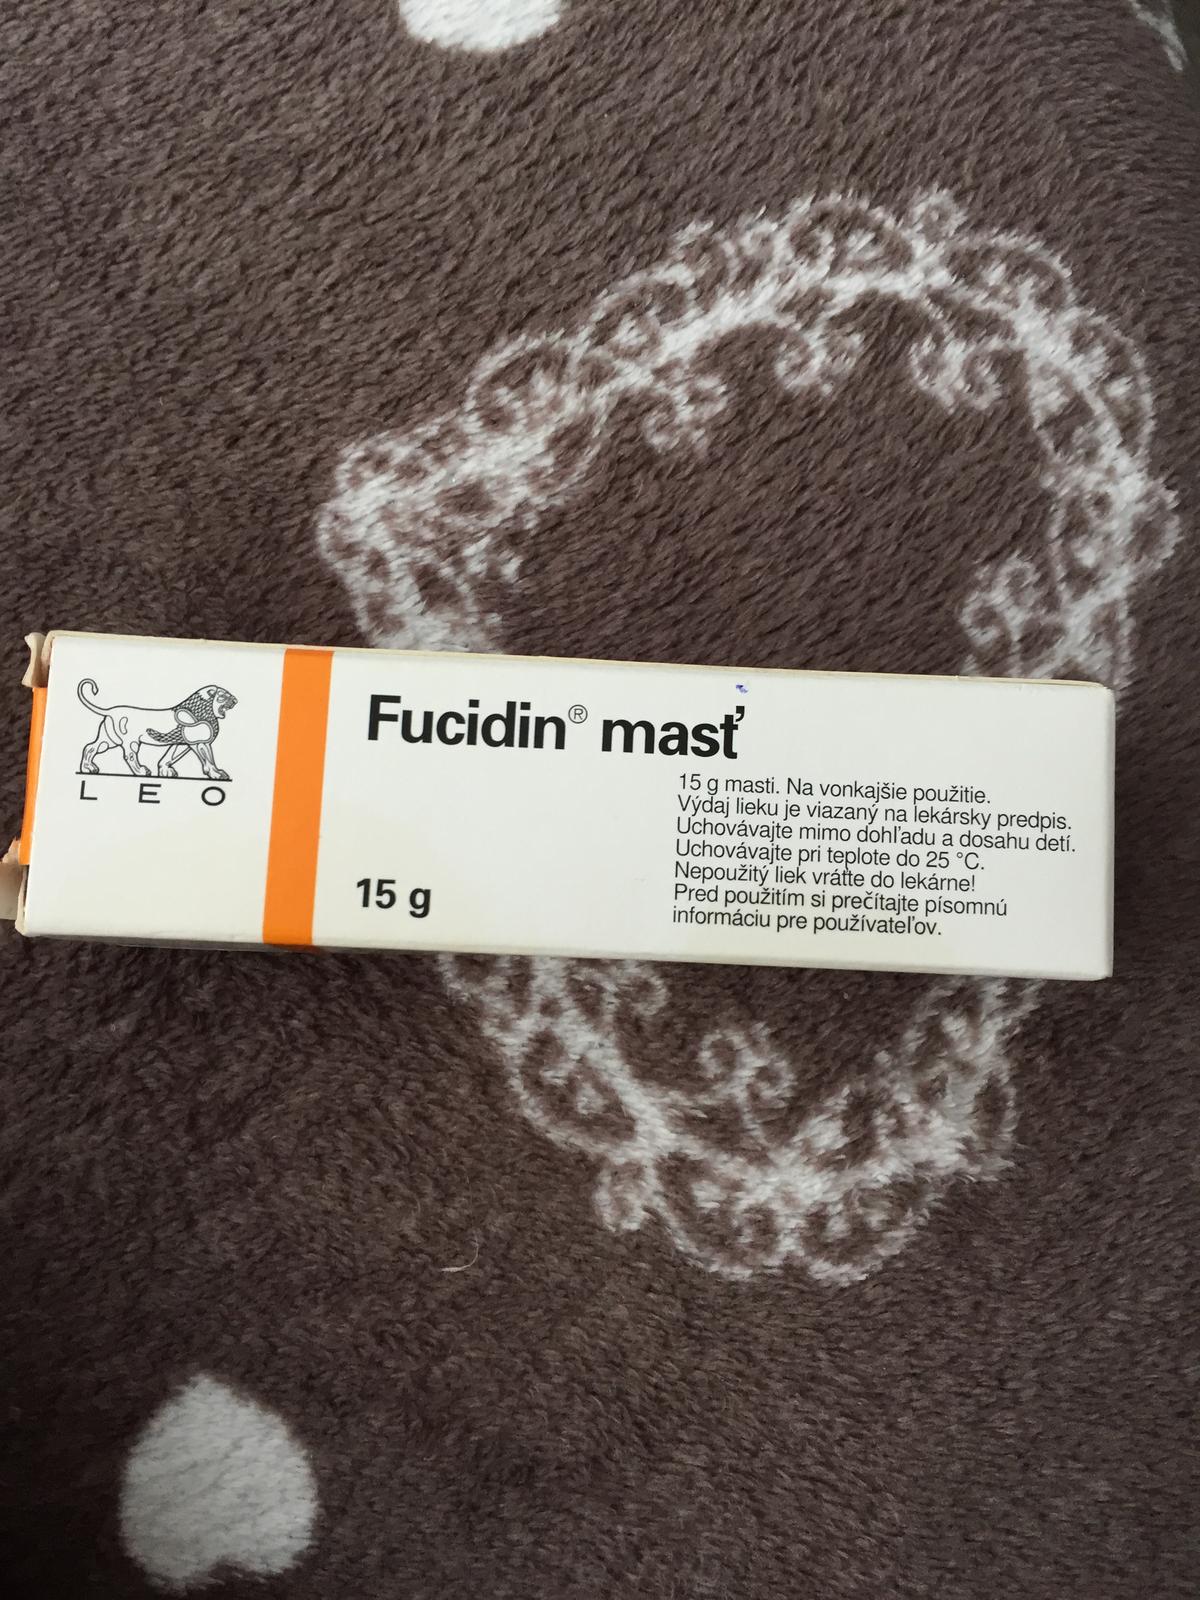 LEO
Fucidin® masť
15 g masti. Na vonkajšie použitie.
Výdaj lieku je viazaný na lekársky predpis.
Uchovávajte mimo dohľadu a dosahu detí.
Uchovávajte pri teplote do 25 °C.
Nepoužitý liek vráťte do lekárne!
Pred použitím si prečítajte písomnú
informáciu pre používateľov.
15 g